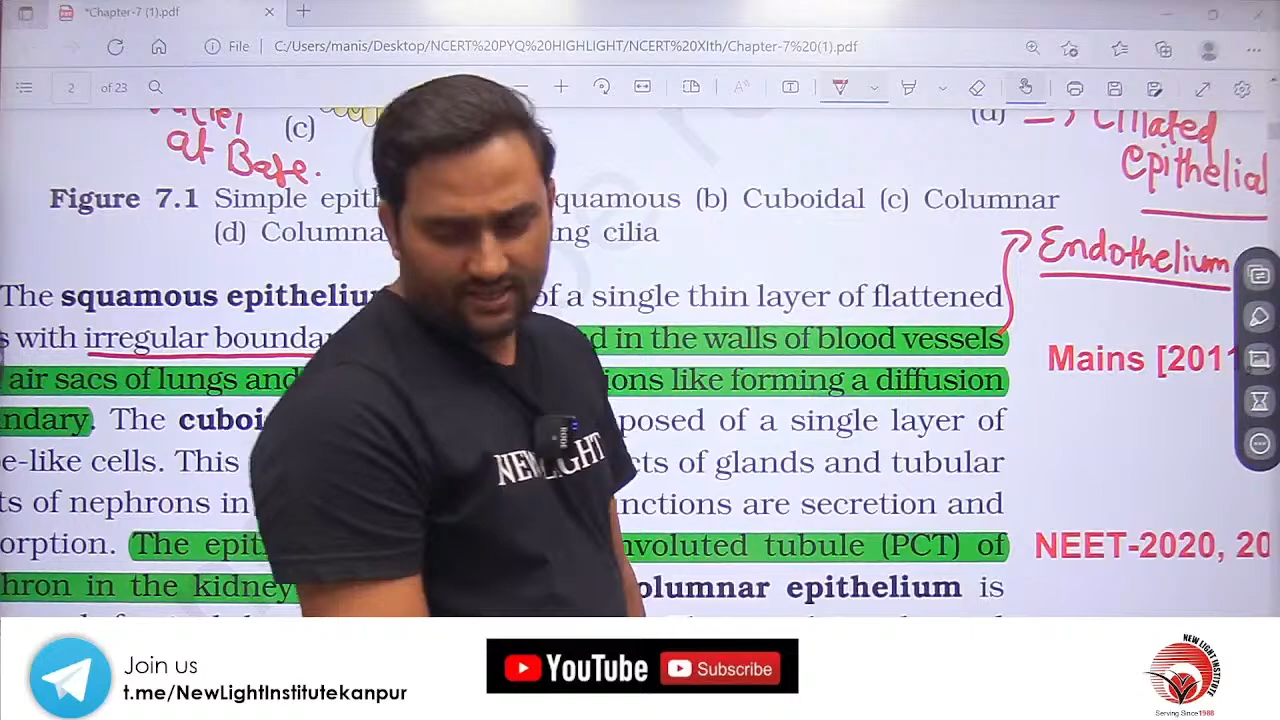 *Chapter-7 (1).pdf
File C:/Users/manis/Desktop/NCERT%20PYQ%20HIGHLIGHT/NCERT%20XIth/Chapter-7%20(1).pdf
2 of 23
(c)
at Base.
(d) → Ciliated
Epithelial
Figure 7.1 Simple epith quamous (b) Cuboidal (c) Columnar
(d) Columna ng cilia
Endothelium
The squamous epitheliu of a single thin layer of flattened
s with irregular bounda d in the walls of blood vessels
air sacs of lungs and ions like forming a diffusion
Mains [2011
ndary. The cuboi posed of a single layer of
e-like cells. This cts of glands and tubular
ts of nephrons in nctions are secretion and
orption. The epit nvoluted tubule (PCT) of
NEET-2020, 20
hron in the kidney olumnar epithelium is
NEW LIGHT
RODE
Join us
t.me/NewLightInstitutekanpur
YouTube Subscribe
NEW LIGHT INSTITUTE
Serving Since1986